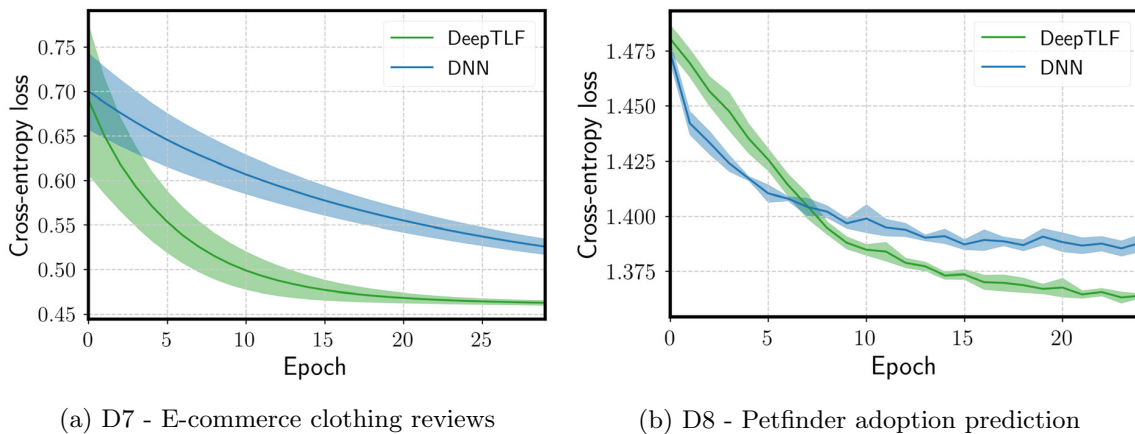 0.75
0.70
0.65
0.60
0.55
0.50
0.45
Cross-entropy loss
DeepTLF
DNN
0 5 10 15 20 25
Epoch
(a) D7 - E-commerce clothing reviews
1.475
1.450
1.425
1.400
1.375
Cross-entropy loss
DeepTLF
DNN
0 5 10 15 20
Epoch
(b) D8 - Petfinder adoption prediction